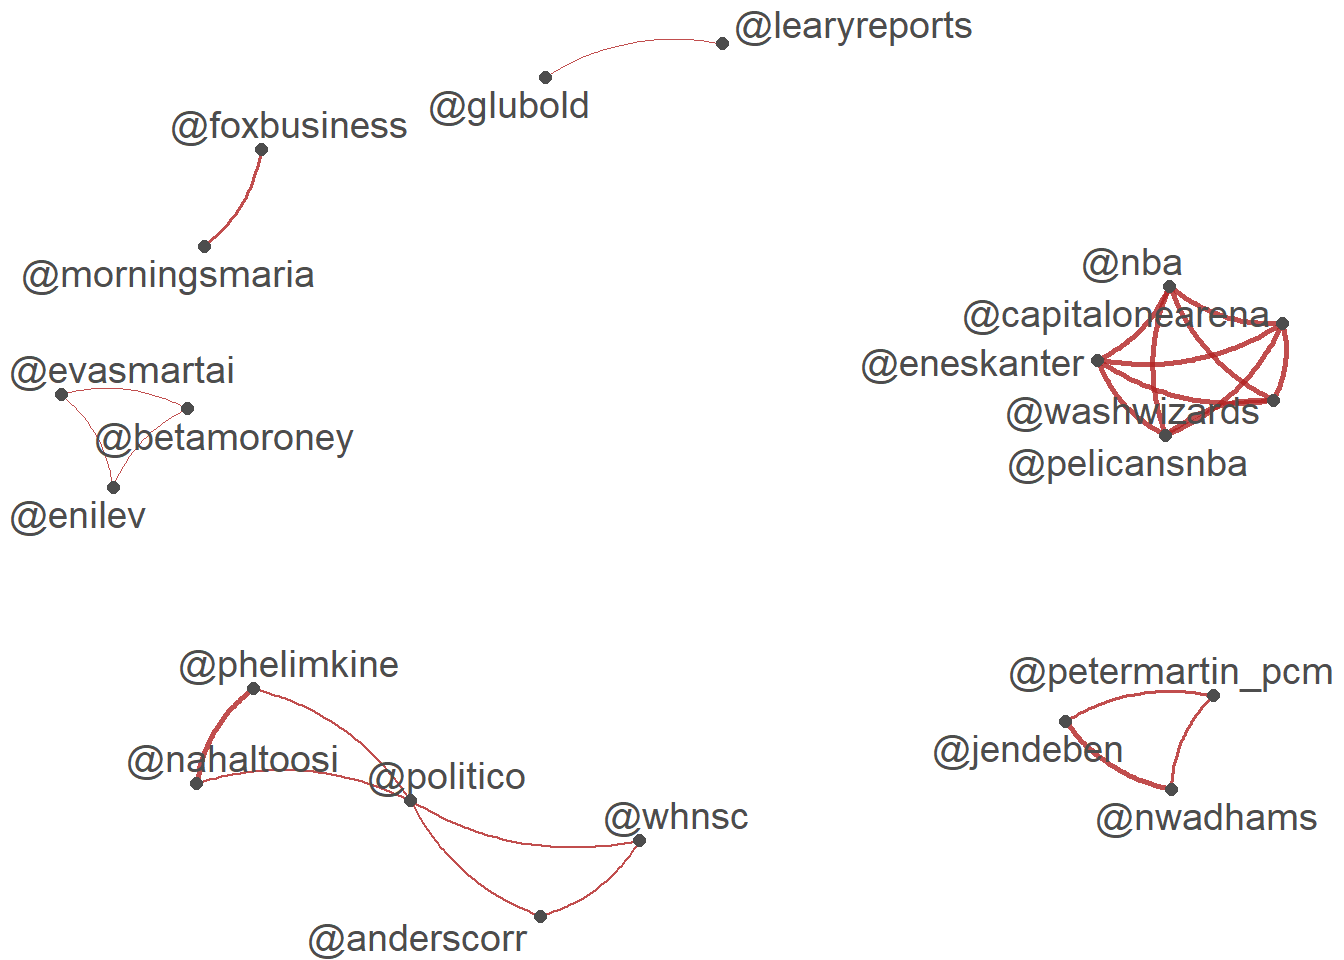 @learyreports
@glubold
@foxbusiness
@morningsmaria
@nba
@capitalonearena
@eneskanter
@washwizards
@pelicansnba
@evasmartai
@betamoroney
@enilev
@phelimkine
@nahaltoosi
@politico
@whnsc
@anderscorr
@petermartin_pcm
@jendeben
@nwadhams